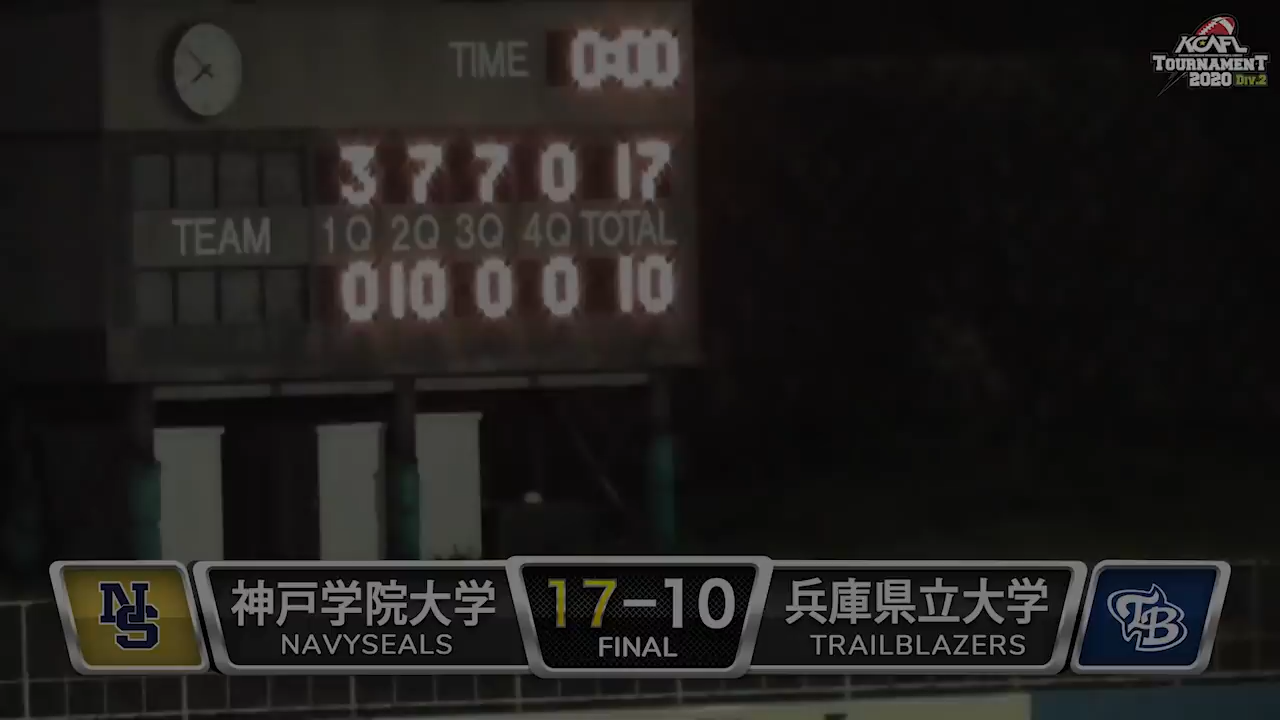 KCAFL
TOURNAMENT
2020 Div.2
TIME 0:00
3 7 7 0 17
TEAM 1Q 2Q 3Q 4Q TOTAL
0 10 0 0 10
NS 神戸学院大学 17-10 兵庫県立大学 TB
NAVYSEALS FINAL TRAILBLAZERS